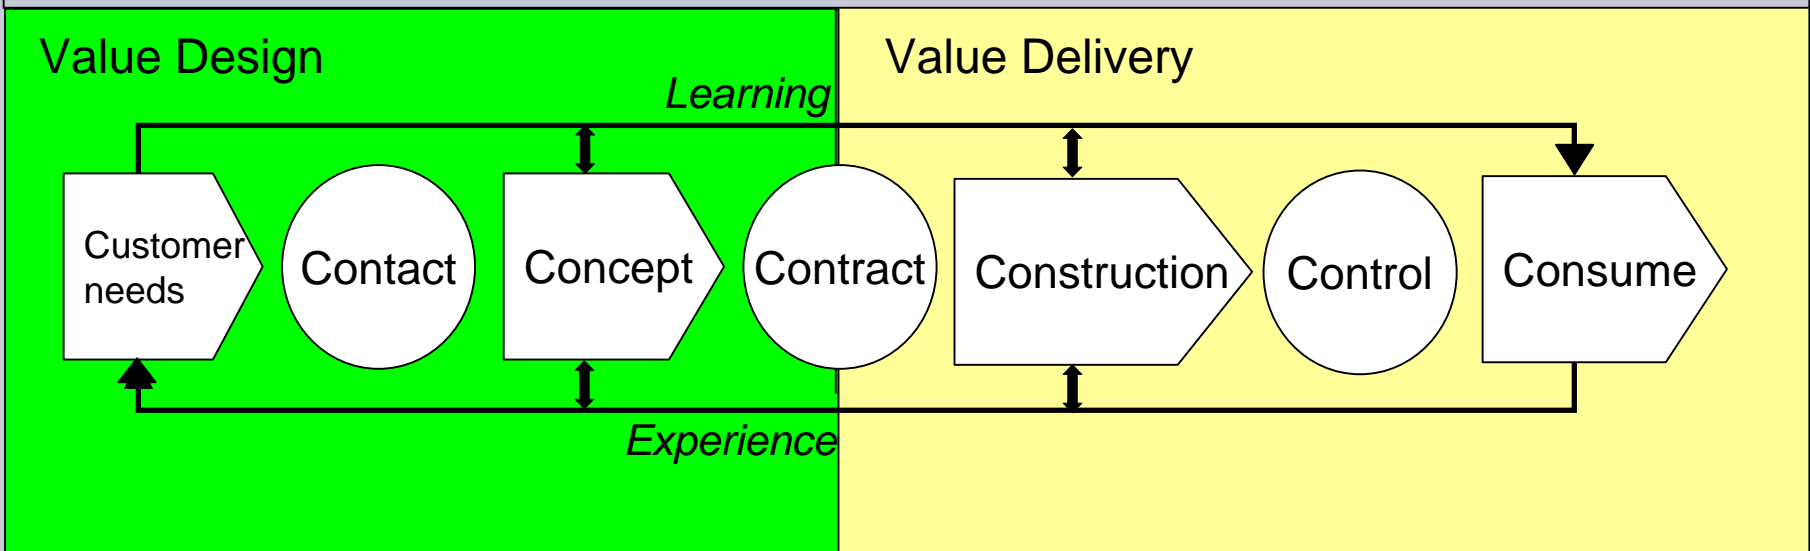 Value Design
Value Delivery
Learning
Customer
needs
Contact
Concept
Contract
Construction
Control
Consume
Experience